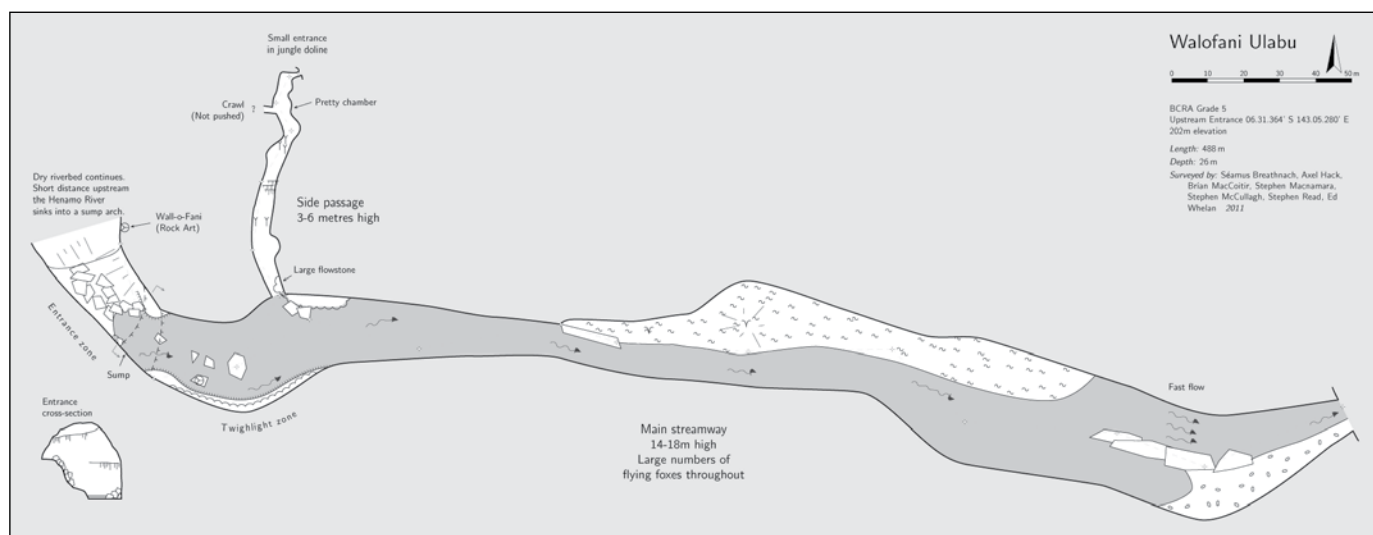 Small entrance
in jungle doline
Crawl
(Not pushed)
?
Pretty chamber
Dry riverbed continues.
Short distance upstream
the Henamo River
sinks into a sump arch.
Wall-o-Fani
(Rock Art)
Side passage
3-6 metres high
Large flowstone
Entrance zone
Sump
Twighlight zone
Entrance
cross-section
Main streamway
14-18m high
Large numbers of
flying foxes throughout
Fast flow
Walofani Ulabu
0 10 20 30 40 50 m
BCRA Grade 5
Upstream Entrance 06.31.364' S 143.05.280' E
202m elevation
Length: 488 m
Depth: 26 m
Surveyed by: Séamus Breathnach, Axel Hack,
Brían MacCoitir, Stephen Macnamara,
Stephen McCullagh, Stephen Read, Ed
Whelan 2011